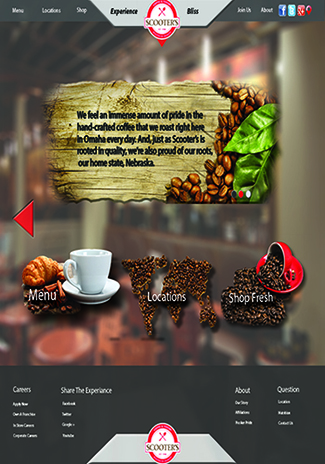 Menu Locations Shop Experience Bliss Join Us About
SCOOTER'S
We feel an immense amount of pride in the
hand-crafted coffee that we roast right here
in Omaha every day. And, just as Scooter's is
rooted in quality, we're also proud of our roots,
our home state, Nebraska.
Menu
Locations
Shop Fresh
Careers Share The Experiance About Question
Apply Now Facebook Our Story Location
Own A Franchise Twitter Affiliations Nutrition
In Store Careers Google + Pocket Pride Contact Us
Corporate Careers Youtube
SCOOTER'S